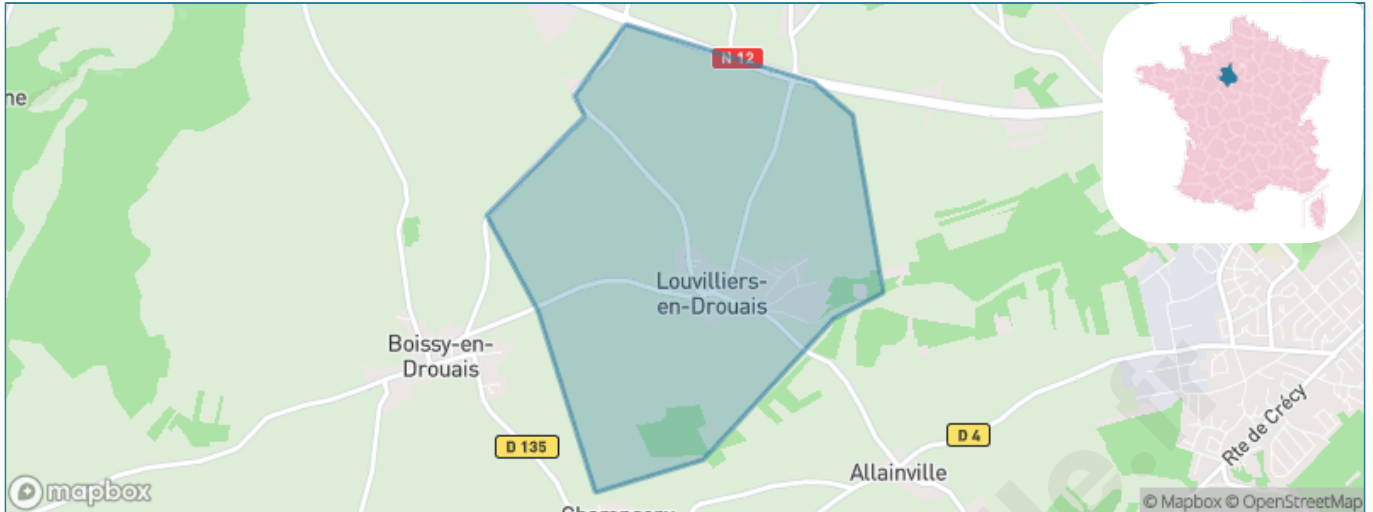 ne
N 12
Louvilliers-
en-Drouais
Boissy-en-
Drouais
Rte de Crécy
D 135
D 4
Allainville
mapbox
© Mapbox © OpenStreetMap